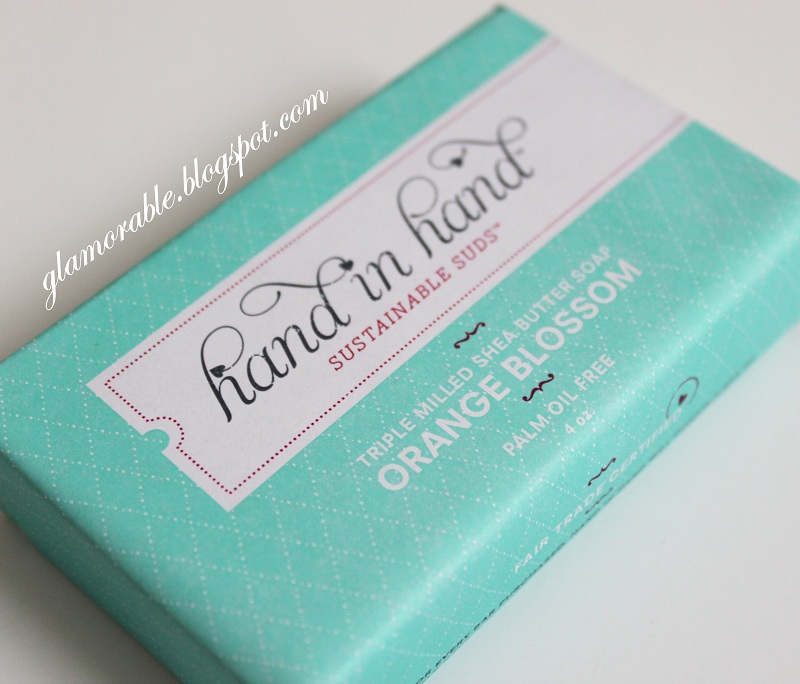 glamorable.blogspot.com
hand in hand™
SUSTAINABLE SUDS™
TRIPLE MILLED SHEA BUTTER SOAP
ORANGE BLOSSOM
PALM OIL FREE
4 oz.
FAIR TRADE CERTIFIED